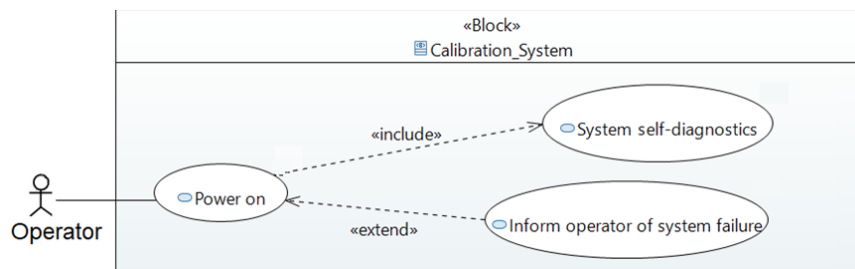 «Block»
Calibration_System
System self-diagnostics
«include»
Power on
Operator
Inform operator of system failure
«extend»